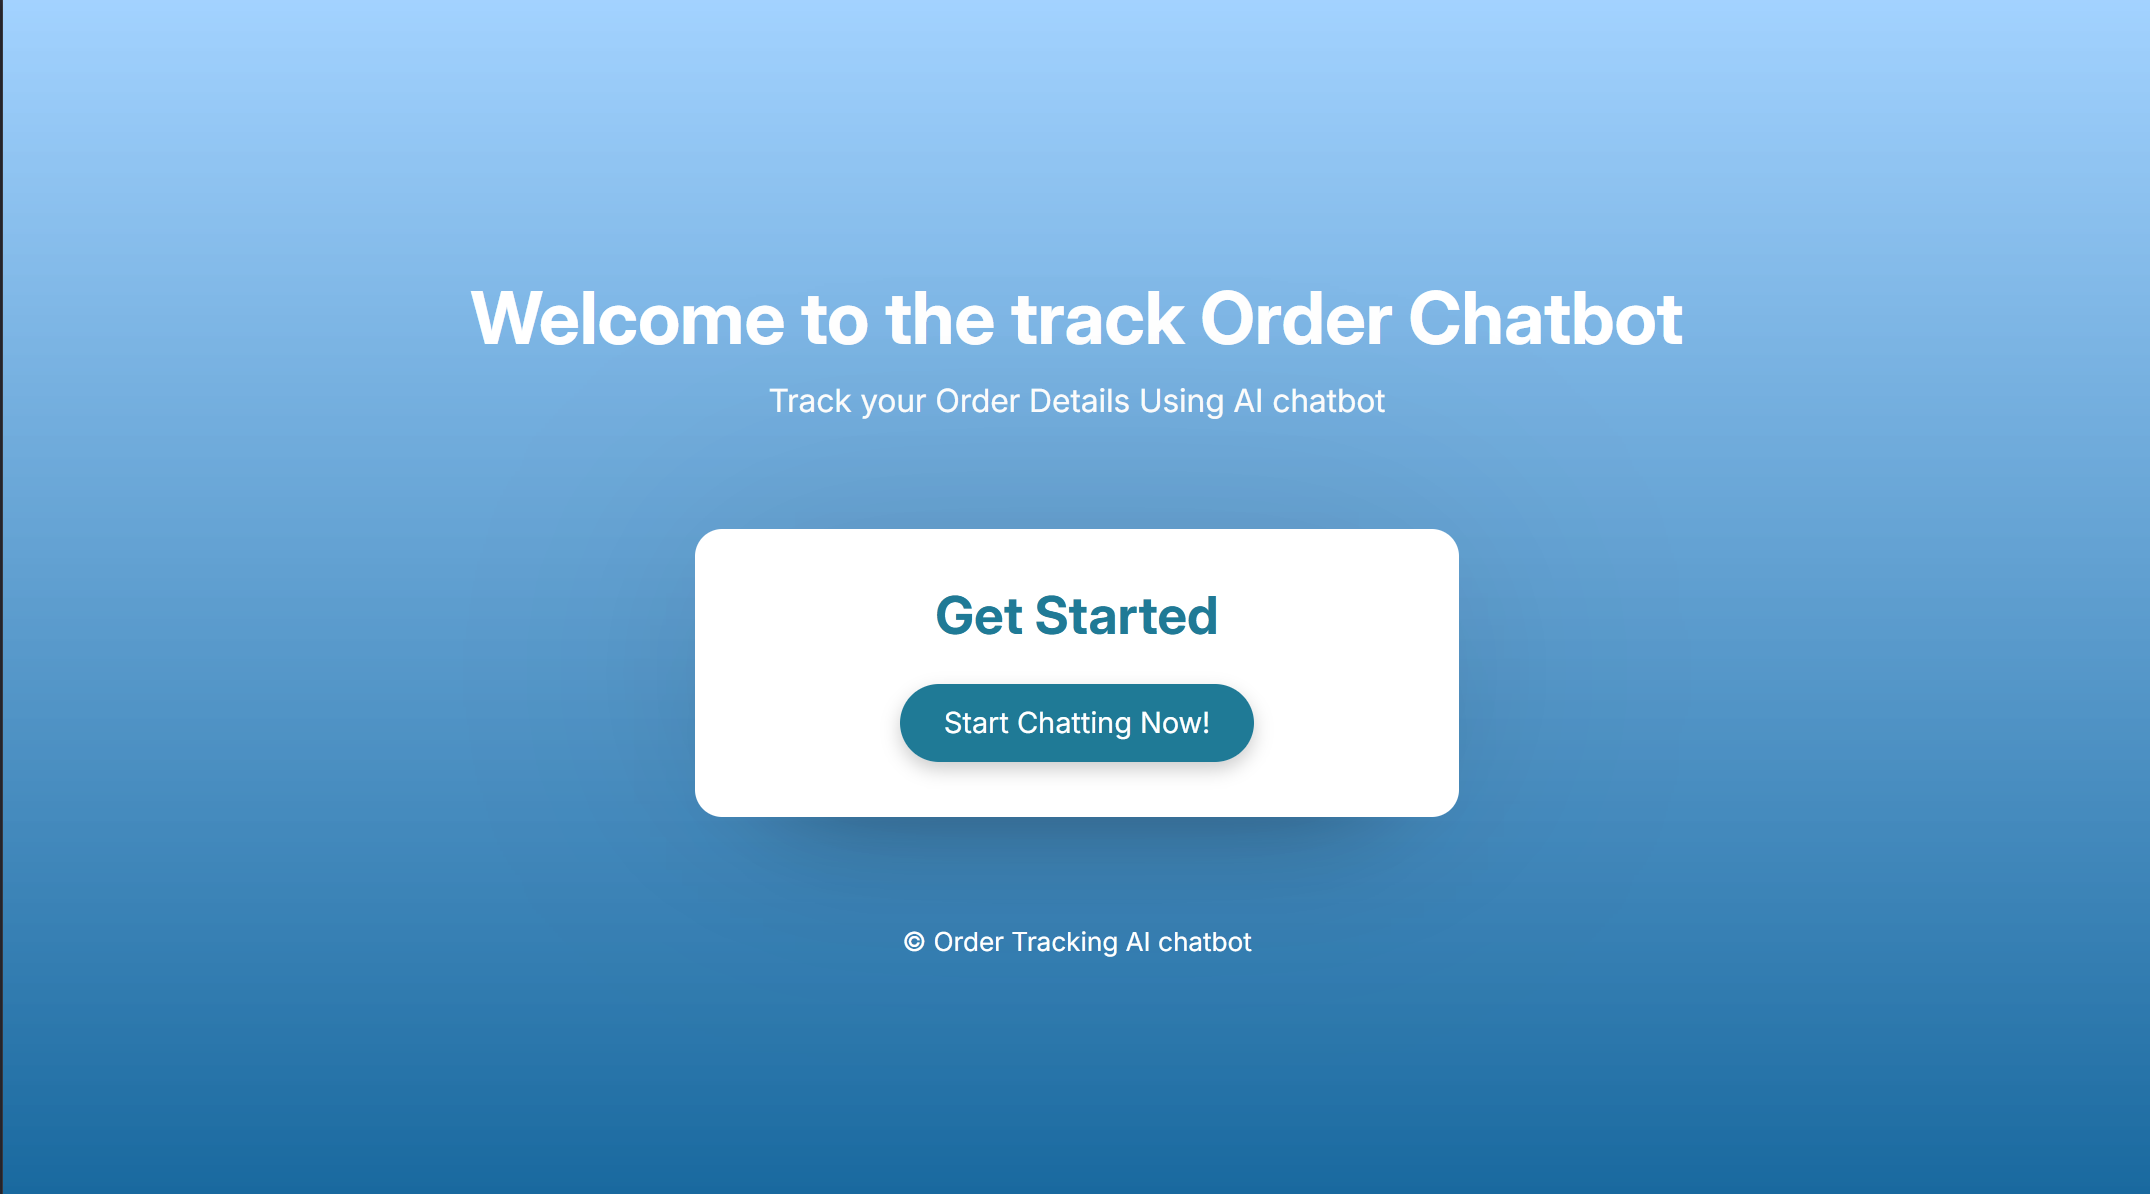 Welcome to the track Order Chatbot
Track your Order Details Using AI chatbot
Get Started
Start Chatting Now!
© Order Tracking AI chatbot